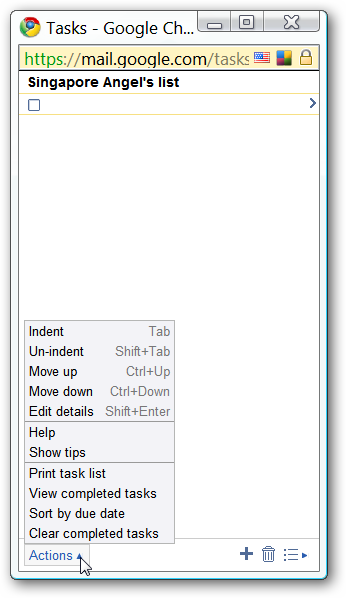 Tasks - Google Ch...
https://mail.google.com/tasks
Singapore Angel's list
Indent Tab
Un-indent Shift+Tab
Move up Ctrl+Up
Move down Ctrl+Down
Edit details Shift+Enter
Help
Show tips
Print task list
View completed tasks
Sort by due date
Clear completed tasks
Actions